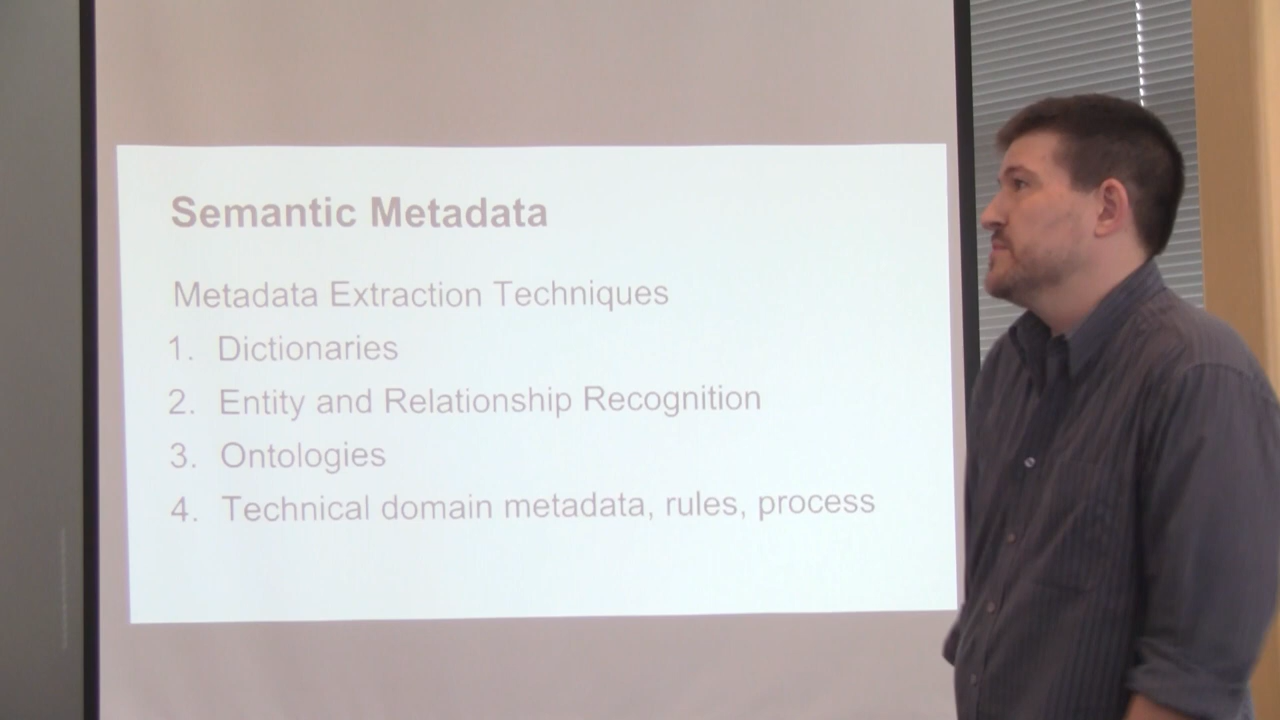 Semantic Metadata
Metadata Extraction Techniques
1. Dictionaries
2. Entity and Relationship Recognition
3. Ontologies
4. Technical domain metadata, rules, process